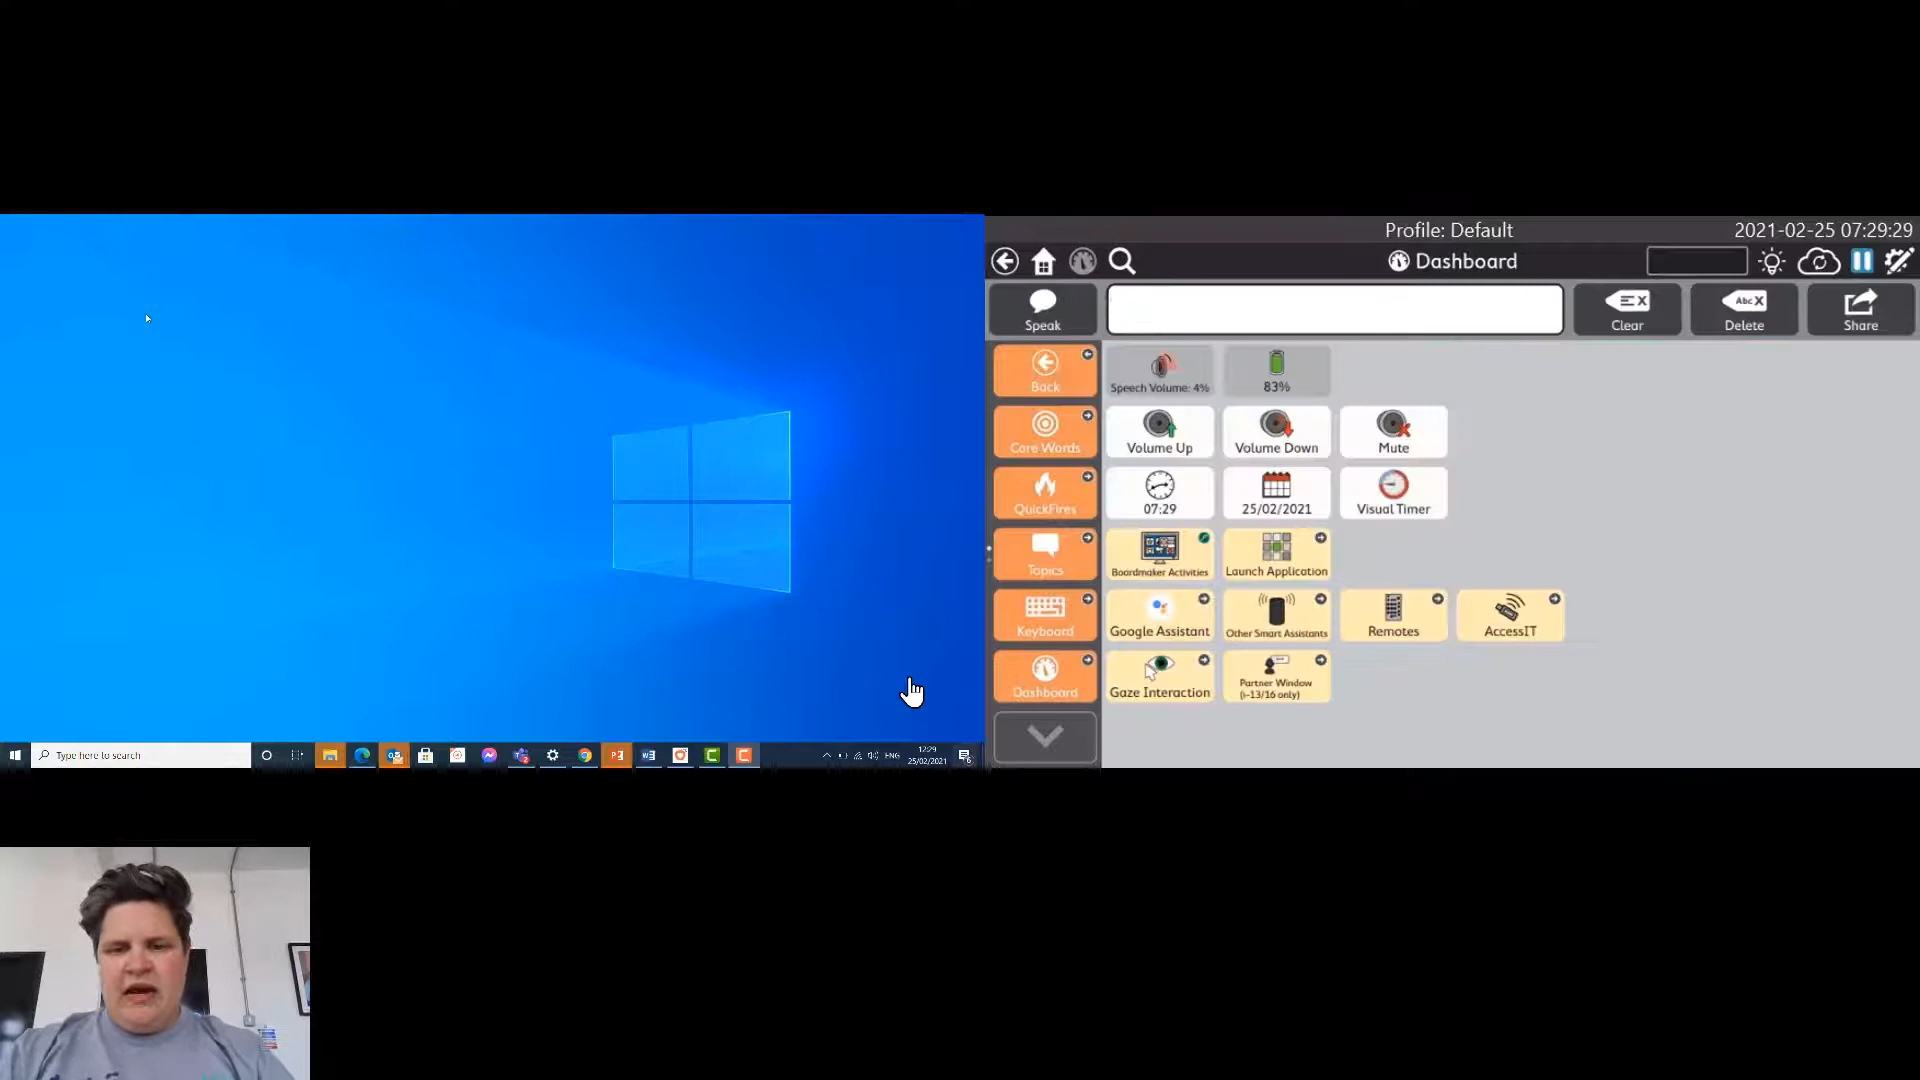 Profile: Default
2021-02-25 07:29:29
Dashboard
Speak
Clear
Abc
Delete
Share
Back
Speech Volume: 4%
83%
Core Words
Volume Up
Volume Down
Mute
QuickFires
07:29
25/02/2021
Visual Timer
Topics
Boardmaker Activities
Launch Application
Keyboard
Google Assistant
Other Smart Assistants
Remotes
AccessIT
Dashboard
Gaze Interaction
Partner Window
(i-13/16 only)
Type here to search
ENG
12:29
25/02/2021